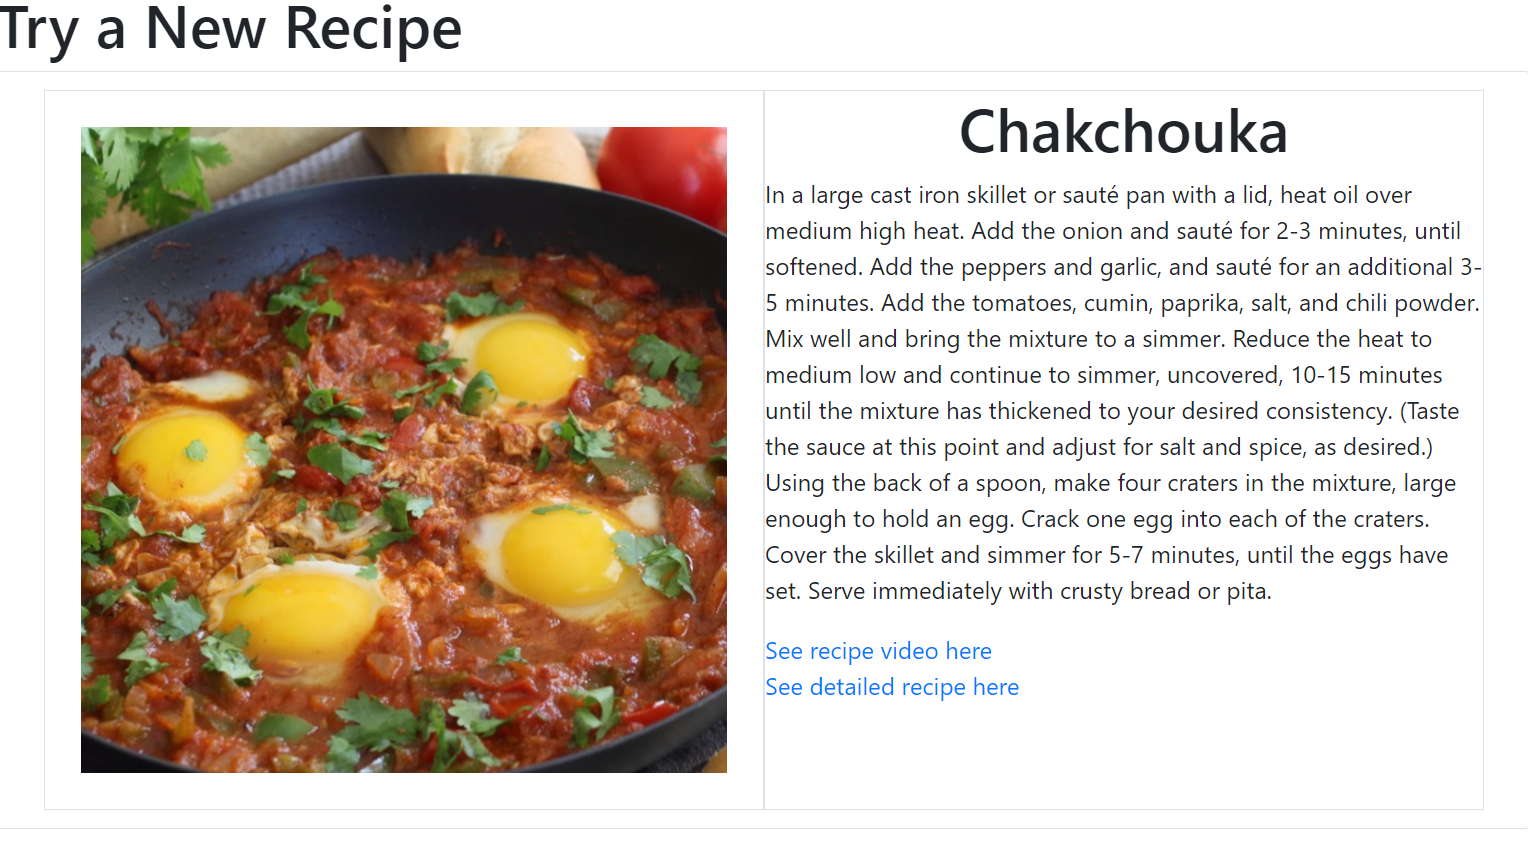 Try a New Recipe
Chakchouka
In a large cast iron skillet or sauté pan with a lid, heat oil over
medium high heat. Add the onion and sauté for 2-3 minutes, until
softened. Add the peppers and garlic, and sauté for an additional 3-
5 minutes. Add the tomatoes, cumin, paprika, salt, and chili powder.
Mix well and bring the mixture to a simmer. Reduce the heat to
medium low and continue to simmer, uncovered, 10-15 minutes
until the mixture has thickened to your desired consistency. (Taste
the sauce at this point and adjust for salt and spice, as desired.)
Using the back of a spoon, make four craters in the mixture, large
enough to hold an egg. Crack one egg into each of the craters.
Cover the skillet and simmer for 5-7 minutes, until the eggs have
set. Serve immediately with crusty bread or pita.
See recipe video here
See detailed recipe here